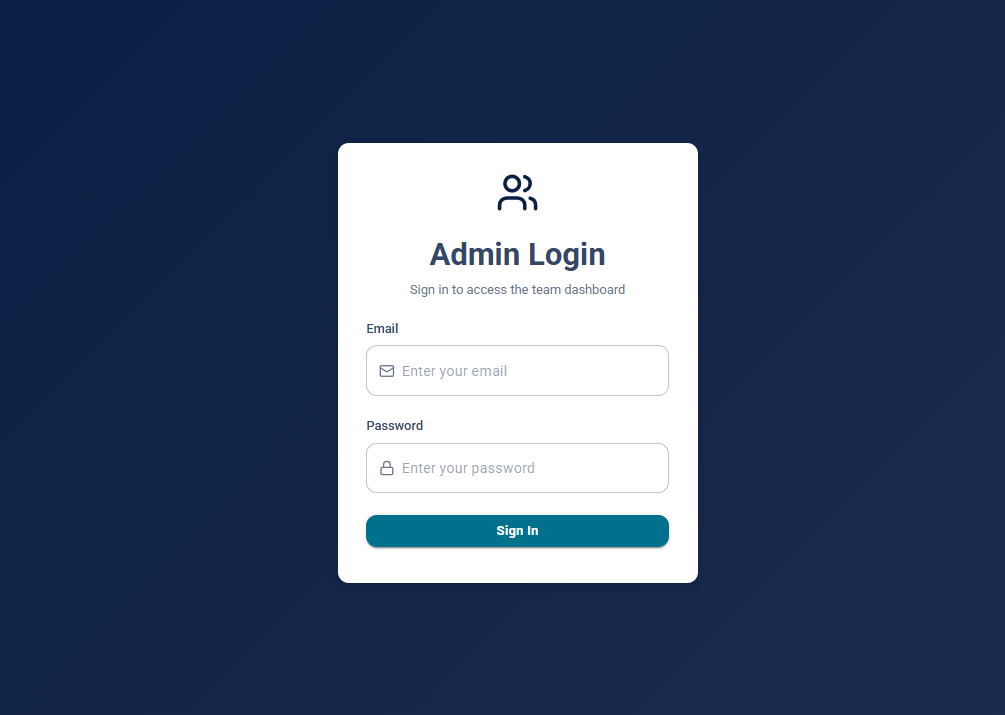 Admin Login
Sign in to access the team dashboard
Email
Enter your email
Password
Enter your password
Sign In